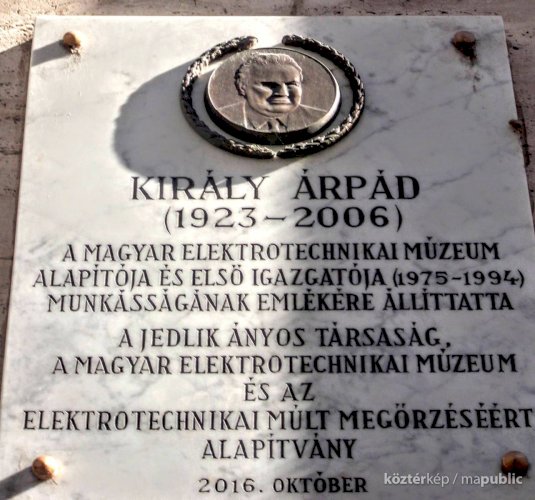 KIRÁLY ÁRPÁD
(1923-2006)
A MAGYAR ELEKTROTECHNIKAI MÚZEUM
ALAPÍTÓJA ÉS ELSŐ IGAZGATÓJA (1975-1994)
MUNKÁSSÁGÁNAK EMLÉKÉRE ÁLLÍTTATTA
A JEDLIK ÁNYOS TÁRSASÁG,
A MAGYAR ELEKTROTECHNIKAI MÚZEUM
ÉS AZ
ELEKTROTECHNIKAI MÚLT MEGŐRZÉSÉÉRT
ALAPÍTVÁNY
2016. OKTÓBER
köztérkép / mapublic